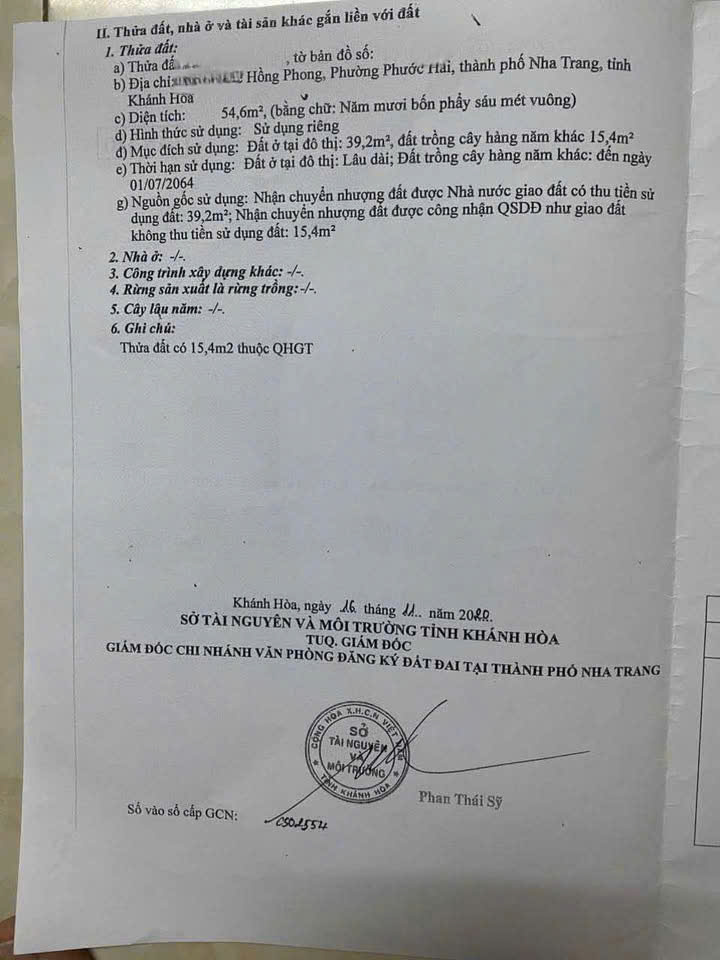 II. Thửa đất, nhà ở và tài sản khác gắn liền với đất
1. Thửa đất:
a) Thửa đấ , tờ bản đồ số:
b) Địa chỉ: Hồng Phong, Phường Phước Hải, thành phố Nha Trang, tỉnh
Khánh Hòa
c) Diện tích: 54,6m², (bằng chữ: Năm mươi bốn phẩy sáu mét vuông)
d) Hình thức sử dụng: Sử dụng riêng
đ) Mục đích sử dụng: Đất ở tại đô thị: 39,2m², đất trồng cây hàng năm khác 15,4m²
e) Thời hạn sử dụng: Đất ở tại đô thị: Lâu dài; Đất trồng cây hàng năm khác: đến ngày
01/07/2064
g) Nguồn gốc sử dụng: Nhận chuyển nhượng đất được Nhà nước giao đất có thu tiền sử
dụng đất: 39,2m²; Nhận chuyển nhượng đất được công nhận QSDĐ như giao đất
không thu tiền sử dụng đất: 15,4m²
2. Nhà ở: -/-.
3. Công trình xây dựng khác: -/-.
4. Rừng sản xuất là rừng trồng: -/-.
5. Cây lâu năm: -/-.
6. Ghi chú:
Thửa đất có 15,4m2 thuộc QHGT
Khánh Hòa, ngày 16 tháng 11.. năm 2020.
SỞ TÀI NGUYÊN VÀ MÔI TRƯỜNG TỈNH KHÁNH HÒA
TUQ. GIÁM ĐỐC
GIÁM ĐỐC CHI NHÁNH VĂN PHÒNG ĐĂNG KÝ ĐẤT ĐAI TẠI THÀNH PHỐ NHA TRANG
CỘNG HÒA X.H.C.N VIỆT NAM
SỞ
TÀI NGUYÊN
VÀ
MÔI TRƯỜNG
TỈNH KHÁNH HÒA
Phan Thái Sỹ
Số vào sổ cấp GCN: CS02554